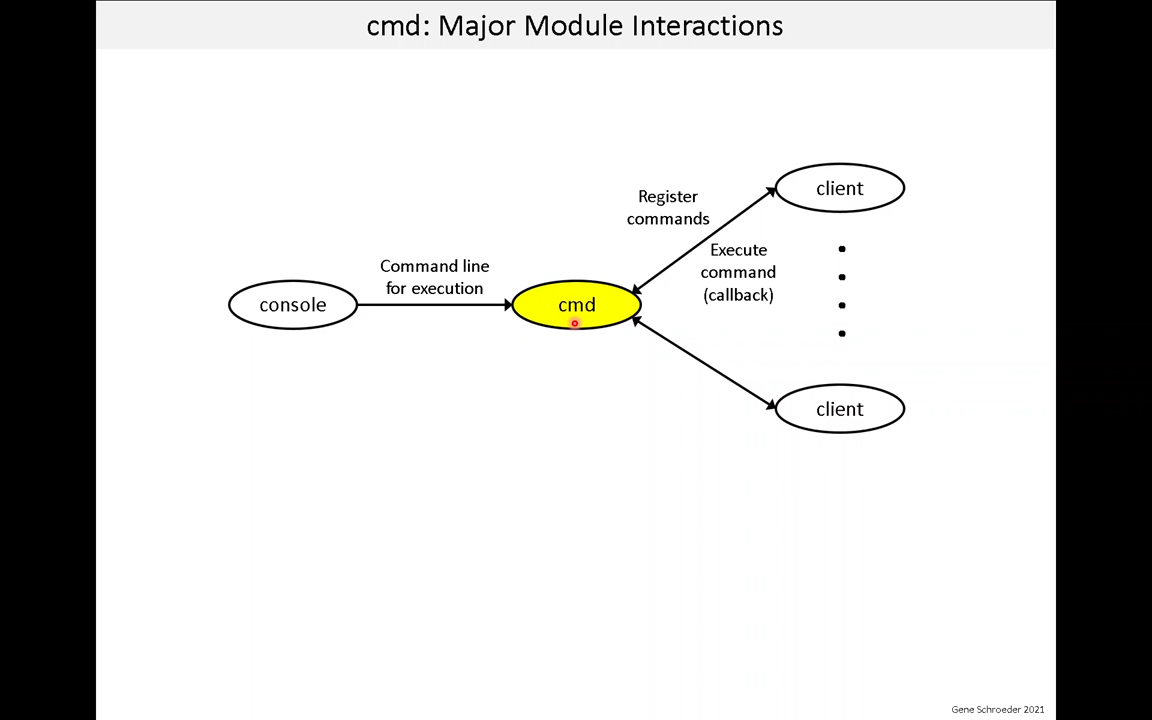 cmd: Major Module Interactions
client
Register
commands
Execute
command
(callback)
Command line
for execution
console
cmd
client
Gene Schroeder 2021